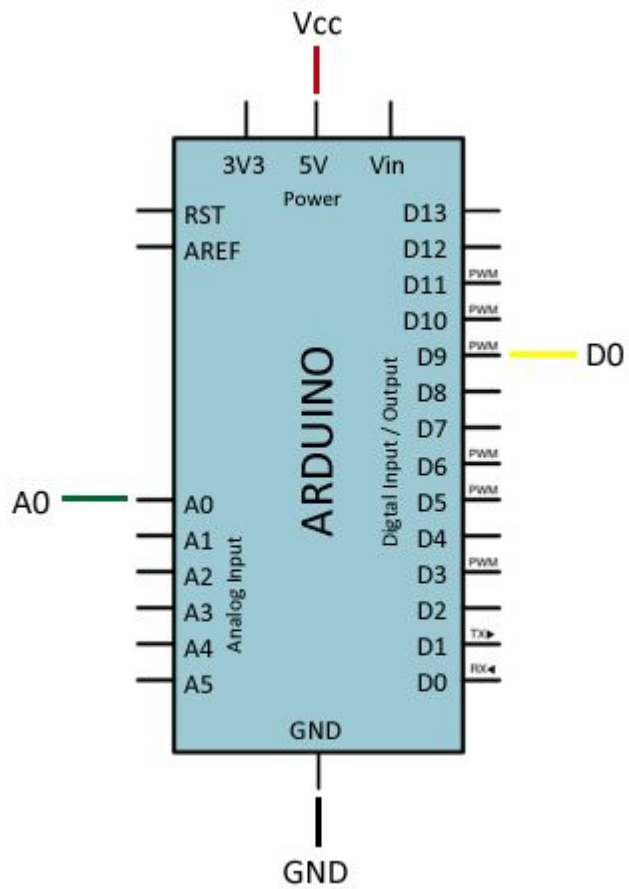 Vcc
3V3 5V Vin
Power
RST
AREF
D13
D12
D11 PWM
D10 PWM
D9 PWM
D0
D8
D7
D6 PWM
D5 PWM
D4
D3 PWM
D2
D1 TX▶
D0 RX◀
ARDUINO
Digtal Input / Output
A0
A0
A1
A2
A3
A4
A5
Analog Input
GND
GND